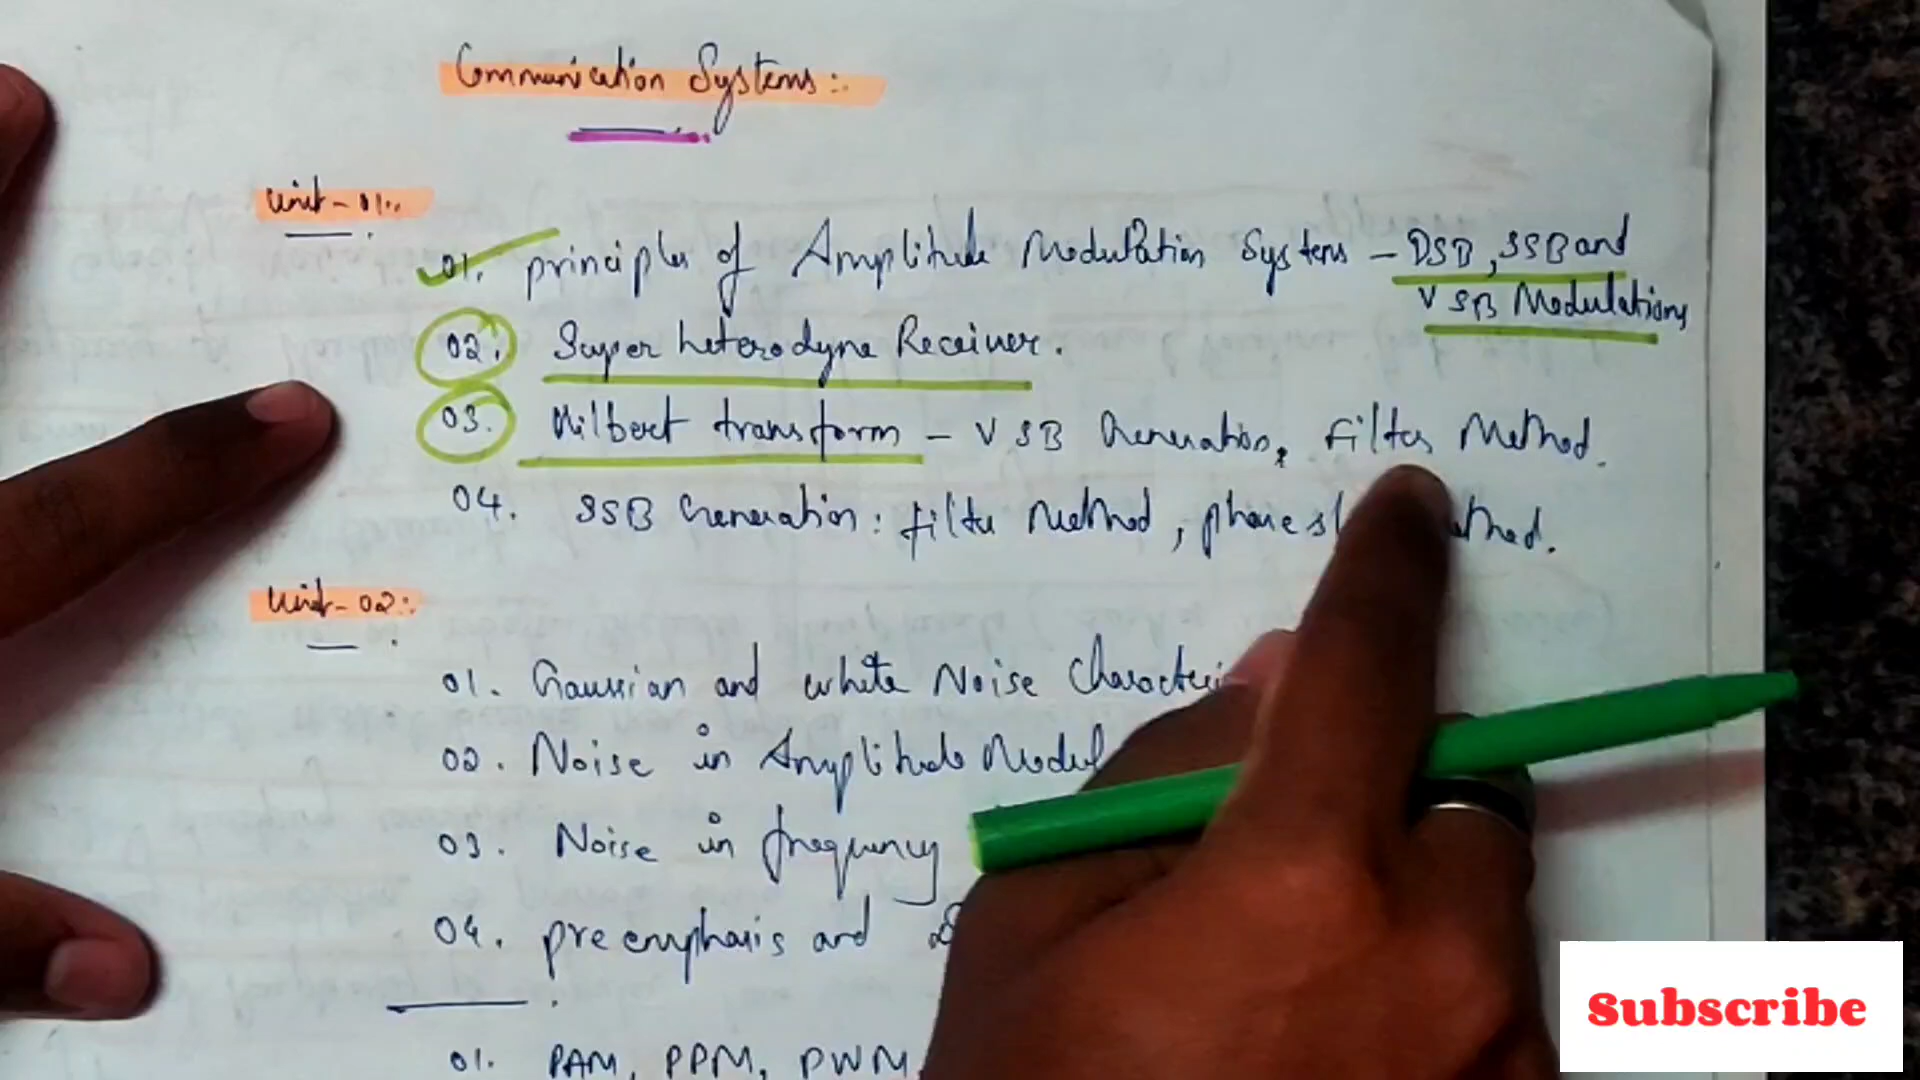 Communication Systems:
Unit-01:
01. principles of Amplitude Modulation Systems - DSB, SSB and
VSB Modulations
02. Super heterodyne Receiver.
03. Hilbert transform - VSB Generation, Filter Method.
04. SSB Generation: filter Method, phase
Unit-02:
01. Gaussian and white Noise
02. Noise in Amplitude
03. Noise in frequency
04. pre emphasis and
01. PAM, PPM, PWM,
Subscribe